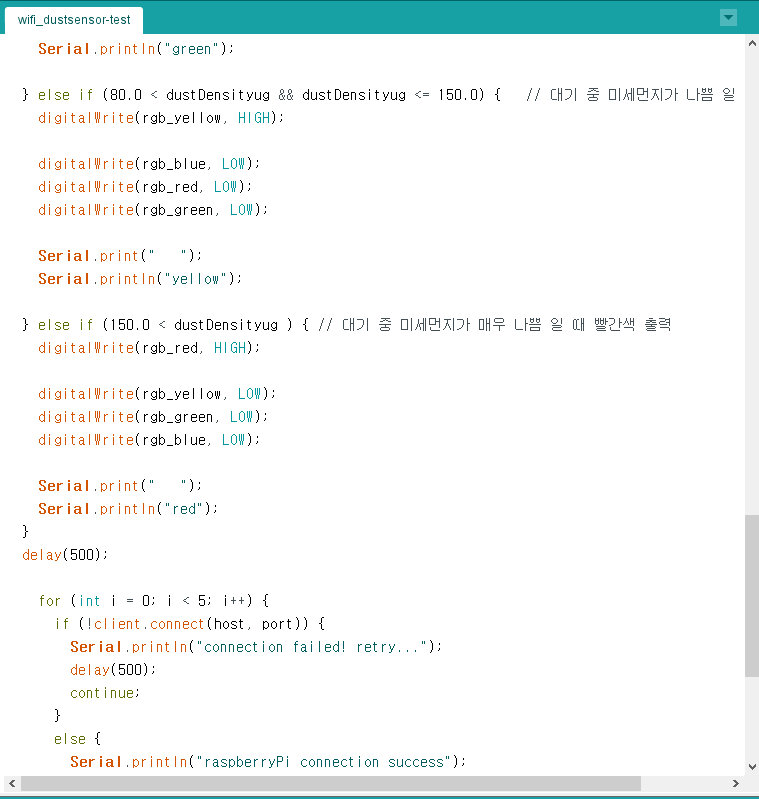 wifi_dustsensor-test
Serial.println("green");
} else if (80.0 < dustDensityug && dustDensityug <= 150.0) { // 대기 중 미세먼지가 나쁨 일
digitalWrite(rgb_yellow, HIGH);
digitalWrite(rgb_blue, LOW);
digitalWrite(rgb_red, LOW);
digitalWrite(rgb_green, LOW);
Serial.print("   ");
Serial.println("yellow");
} else if (150.0 < dustDensityug ) { // 대기 중 미세먼지가 매우 나쁨 일 때 빨간색 출력
digitalWrite(rgb_red, HIGH);
digitalWrite(rgb_yellow, LOW);
digitalWrite(rgb_green, LOW);
digitalWrite(rgb_blue, LOW);
Serial.print("   ");
Serial.println("red");
}
delay(500);
for (int i = 0; i < 5; i++) {
if (!client.connect(host, port)) {
Serial.println("connection failed! retry...");
delay(500);
continue;
}
else {
Serial.println("raspberryPi connection success");